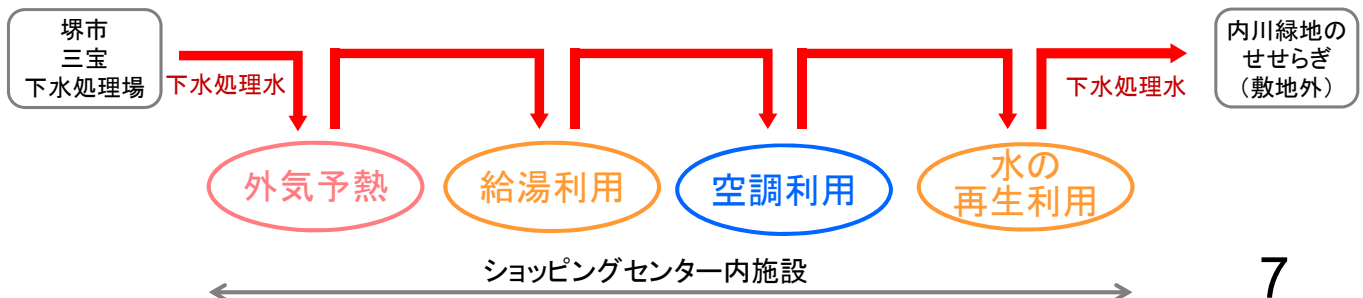 堺市
三宝
下水処理場
下水処理水
外気予熱
給湯利用
空調利用
水の
再生利用
下水処理水
内川緑地の
せせらぎ
（敷地外）
ショッピングセンター内施設
7